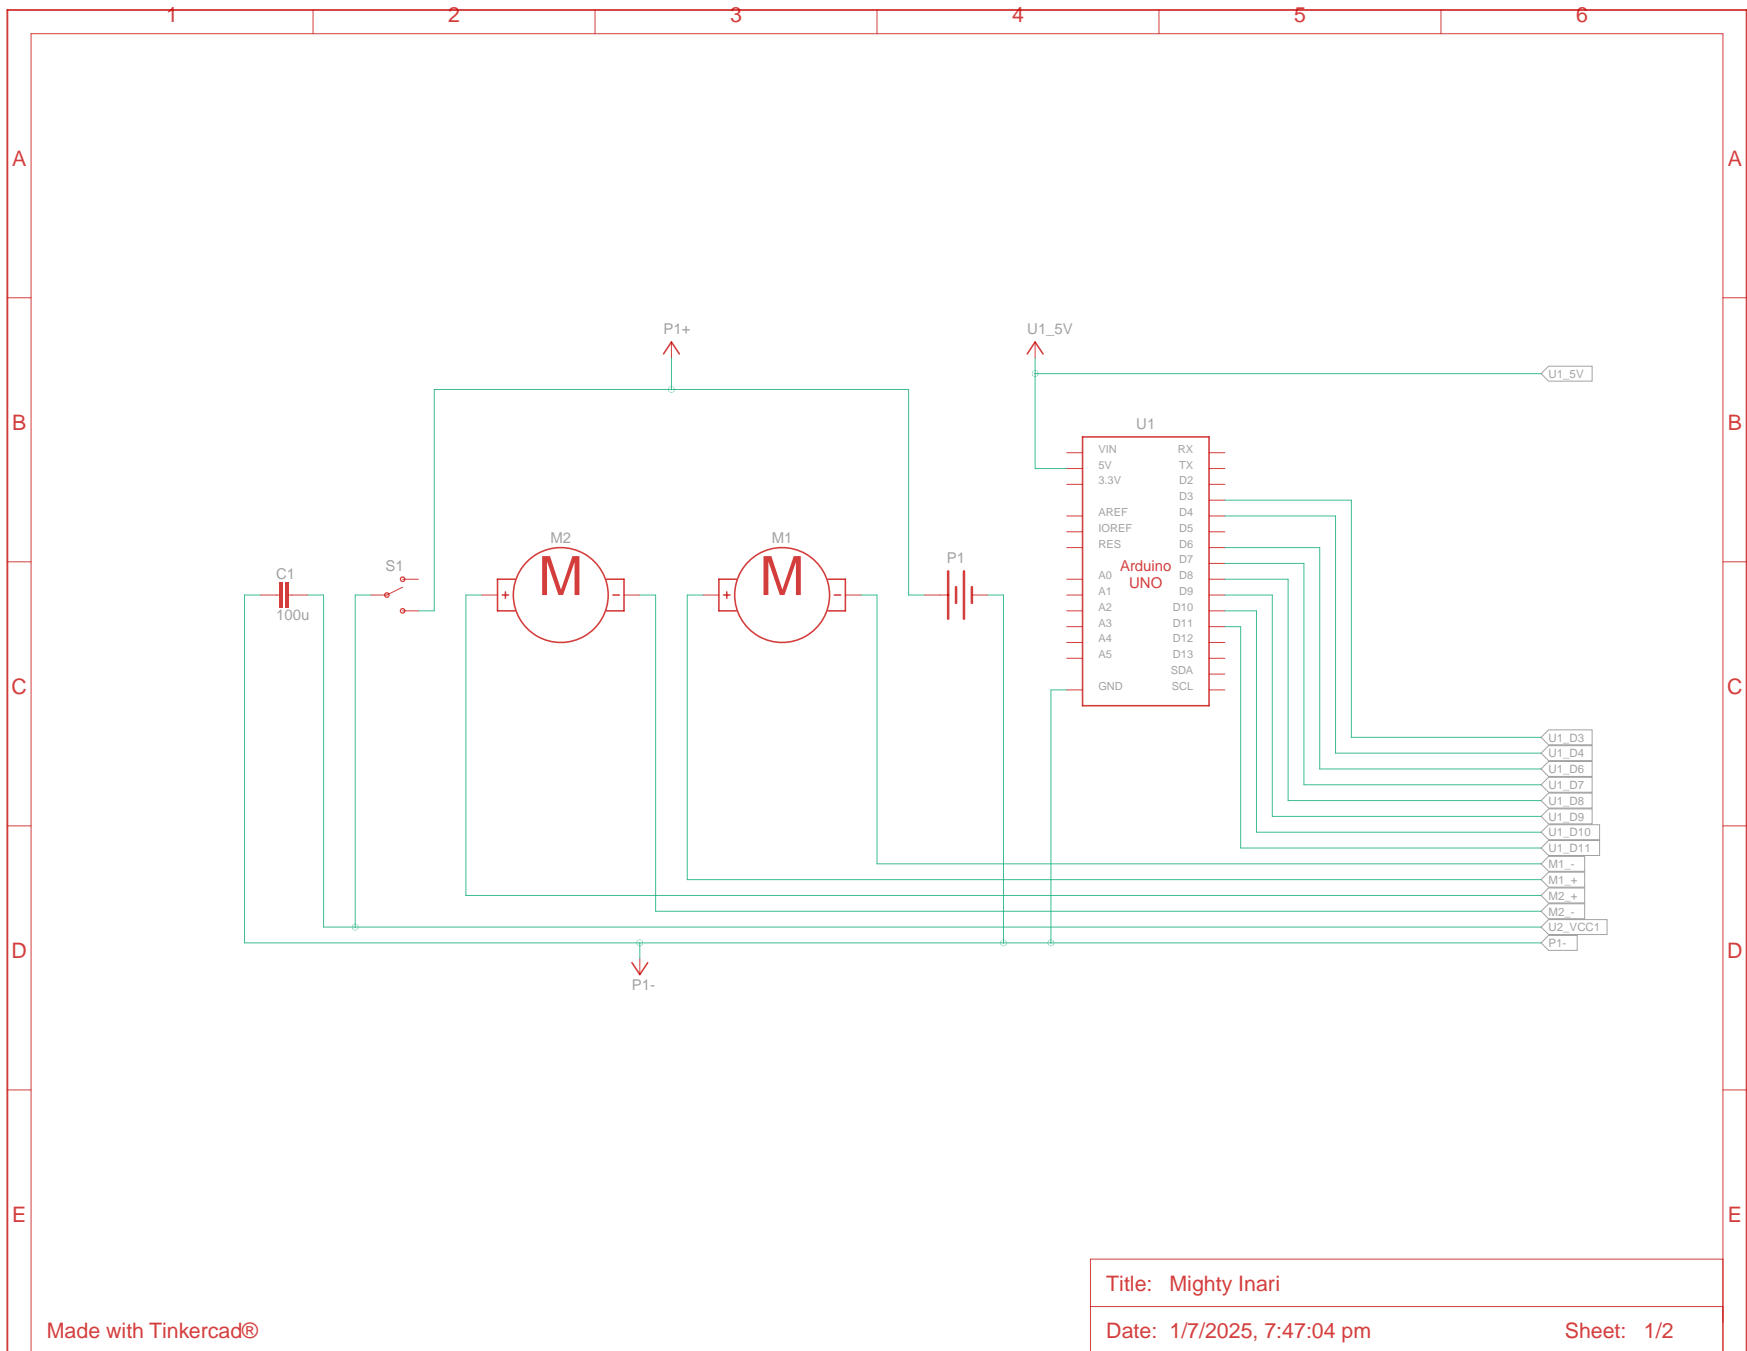 1 2 3 4 5 6
A A
P1+ U1_5V
U1_5V
B B
U1
VIN RX
5V TX
3.3V D2
D3
AREF D4
IOREF D5
RES D6
D7
A0 D8
A1 D9
A2 D10
A3 D11
A4 D12
A5 D13
SDA
GND SCL
Arduino
UNO
M2 M1
M M
+ - + -
P1
S1
C1
100u
C C
U1_D3
U1_D4
U1_D6
U1_D7
U1_D8
U1_D9
U1_D10
U1_D11
M1_-
M1_+
M2_+
M2_-
U2_VCC1
P1-
D D
P1-
E E
Title: Mighty Inari
Made with Tinkercad®
Date: 1/7/2025, 7:47:04 pm Sheet: 1/2